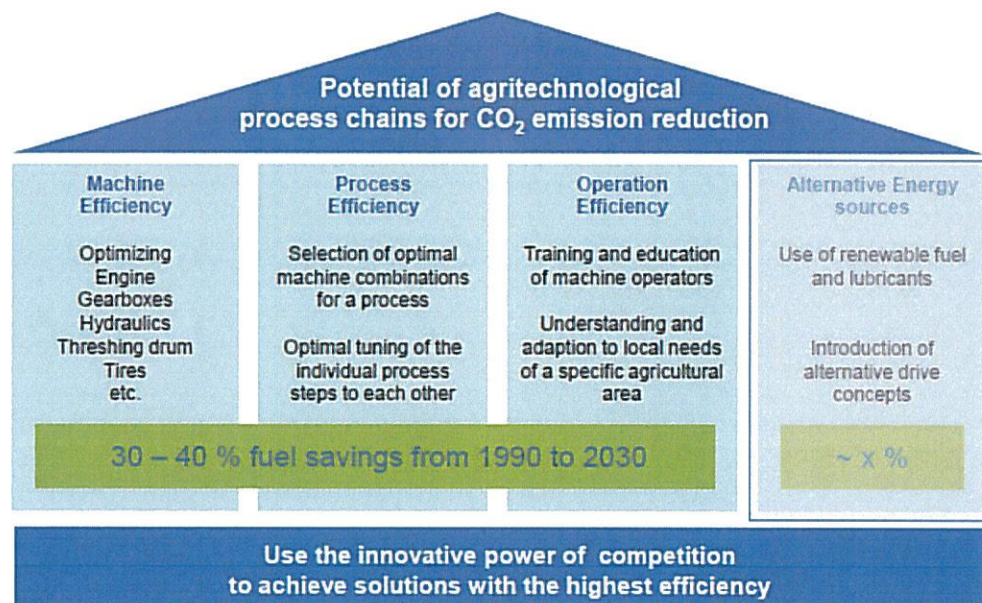 Potential of agritechnological
process chains for CO₂ emission reduction
Machine
Efficiency
Optimizing
Engine
Gearboxes
Hydraulics
Threshing drum
Tires
etc.
Process
Efficiency
Selection of optimal
machine combinations
for a process
Optimal tuning of the
individual process
steps to each other
Operation
Efficiency
Training and education
of machine operators
Understanding and
adaption to local needs
of a specific agricultural
area
Alternative Energy
sources
Use of renewable fuel
and lubricants
Introduction of
alternative drive
concepts
30 – 40 % fuel savings from 1990 to 2030
~ x %
Use the innovative power of competition
to achieve solutions with the highest efficiency